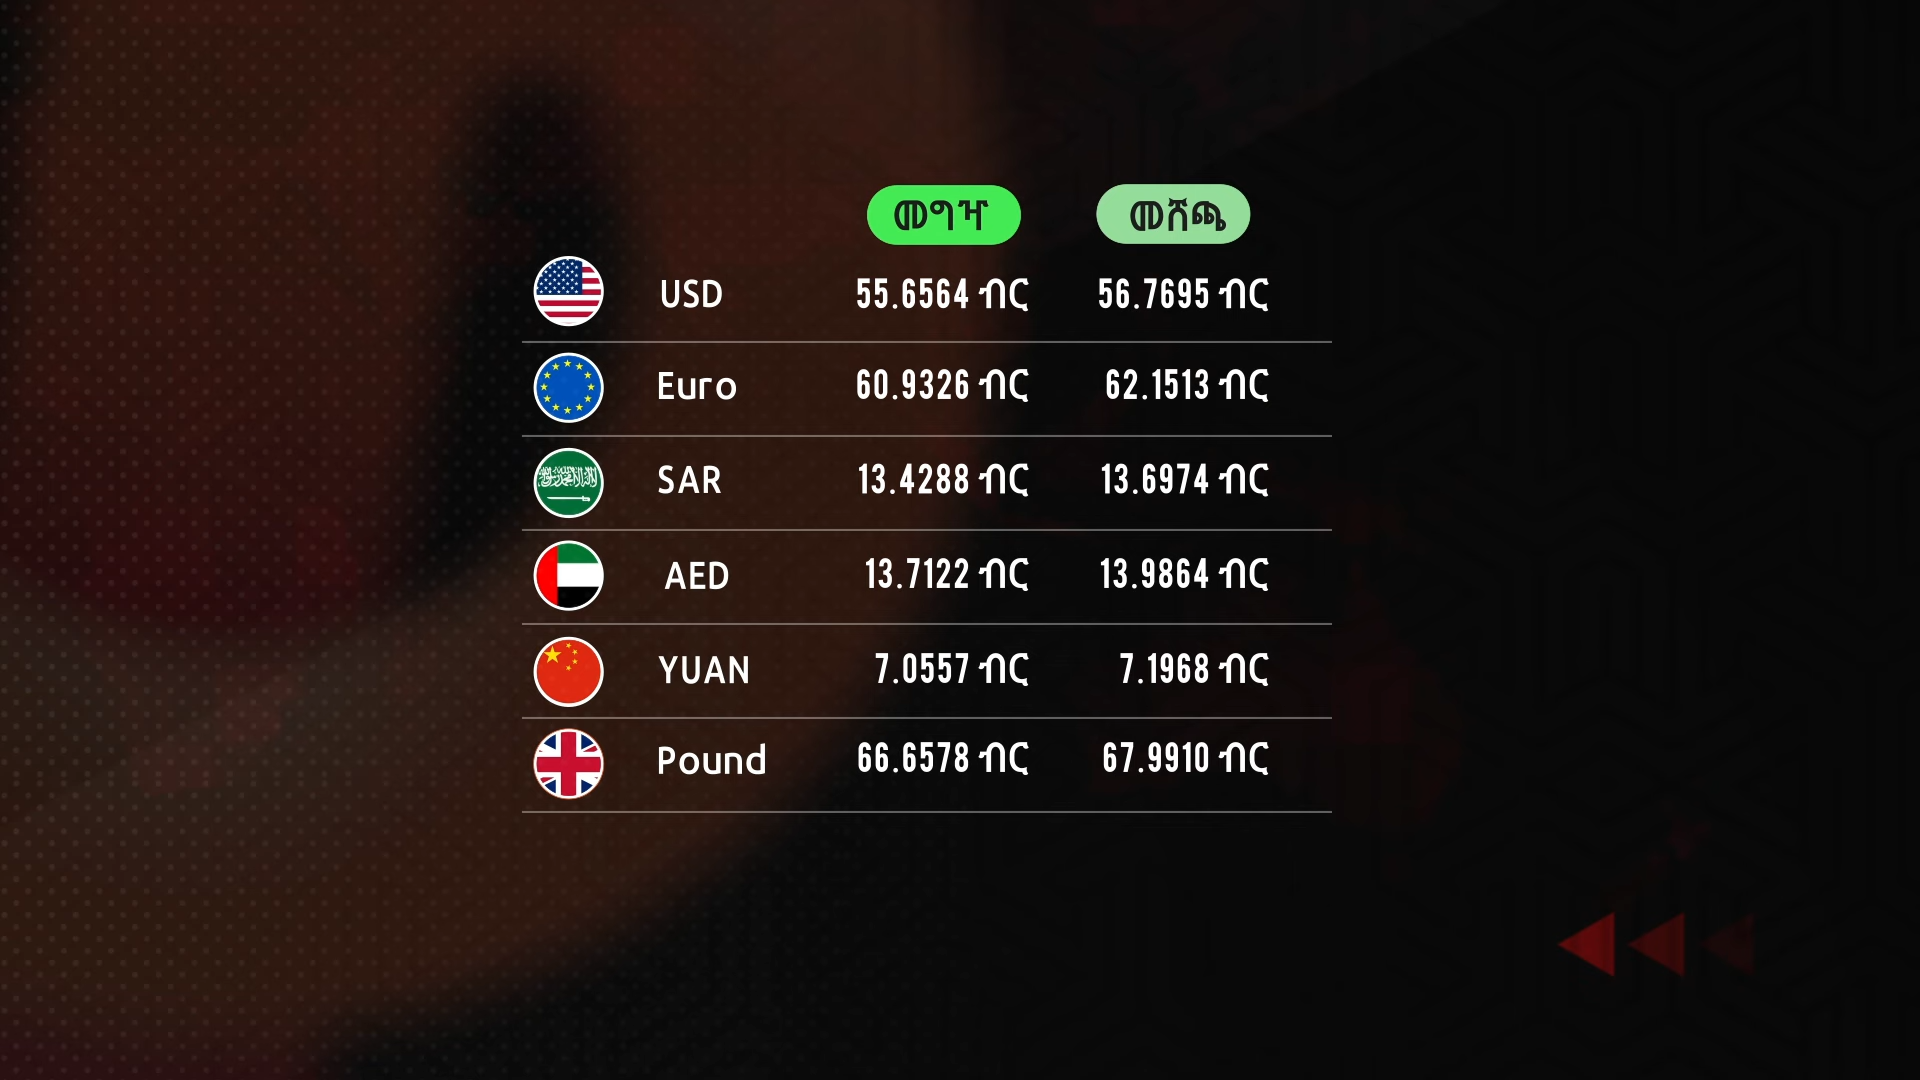 መግዣ መሸጫ
USD 55.6564 ብር 56.7695 ብር
Euro 60.9326 ብር 62.1513 ብር
SAR 13.4288 ብር 13.6974 ብር
AED 13.7122 ብር 13.9864 ብር
YUAN 7.0557 ብር 7.1968 ብር
Pound 66.6578 ብር 67.9910 ብር